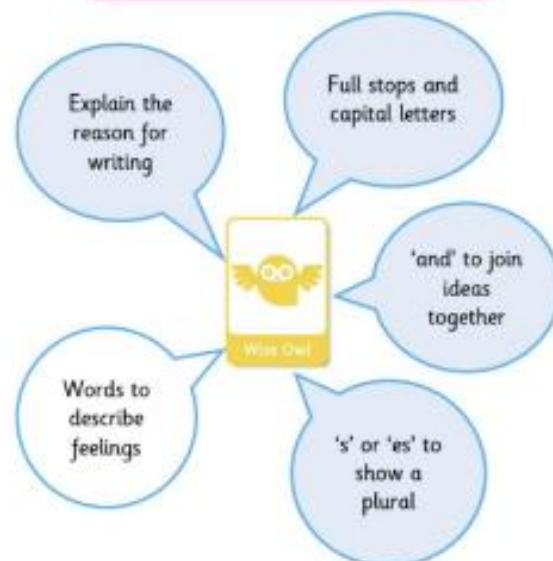 Explain the
reason for
writing
Full stops and
capital letters
'and' to join
ideas
together
Wise Owl
Words to
describe
feelings
's' or 'es' to
show a
plural